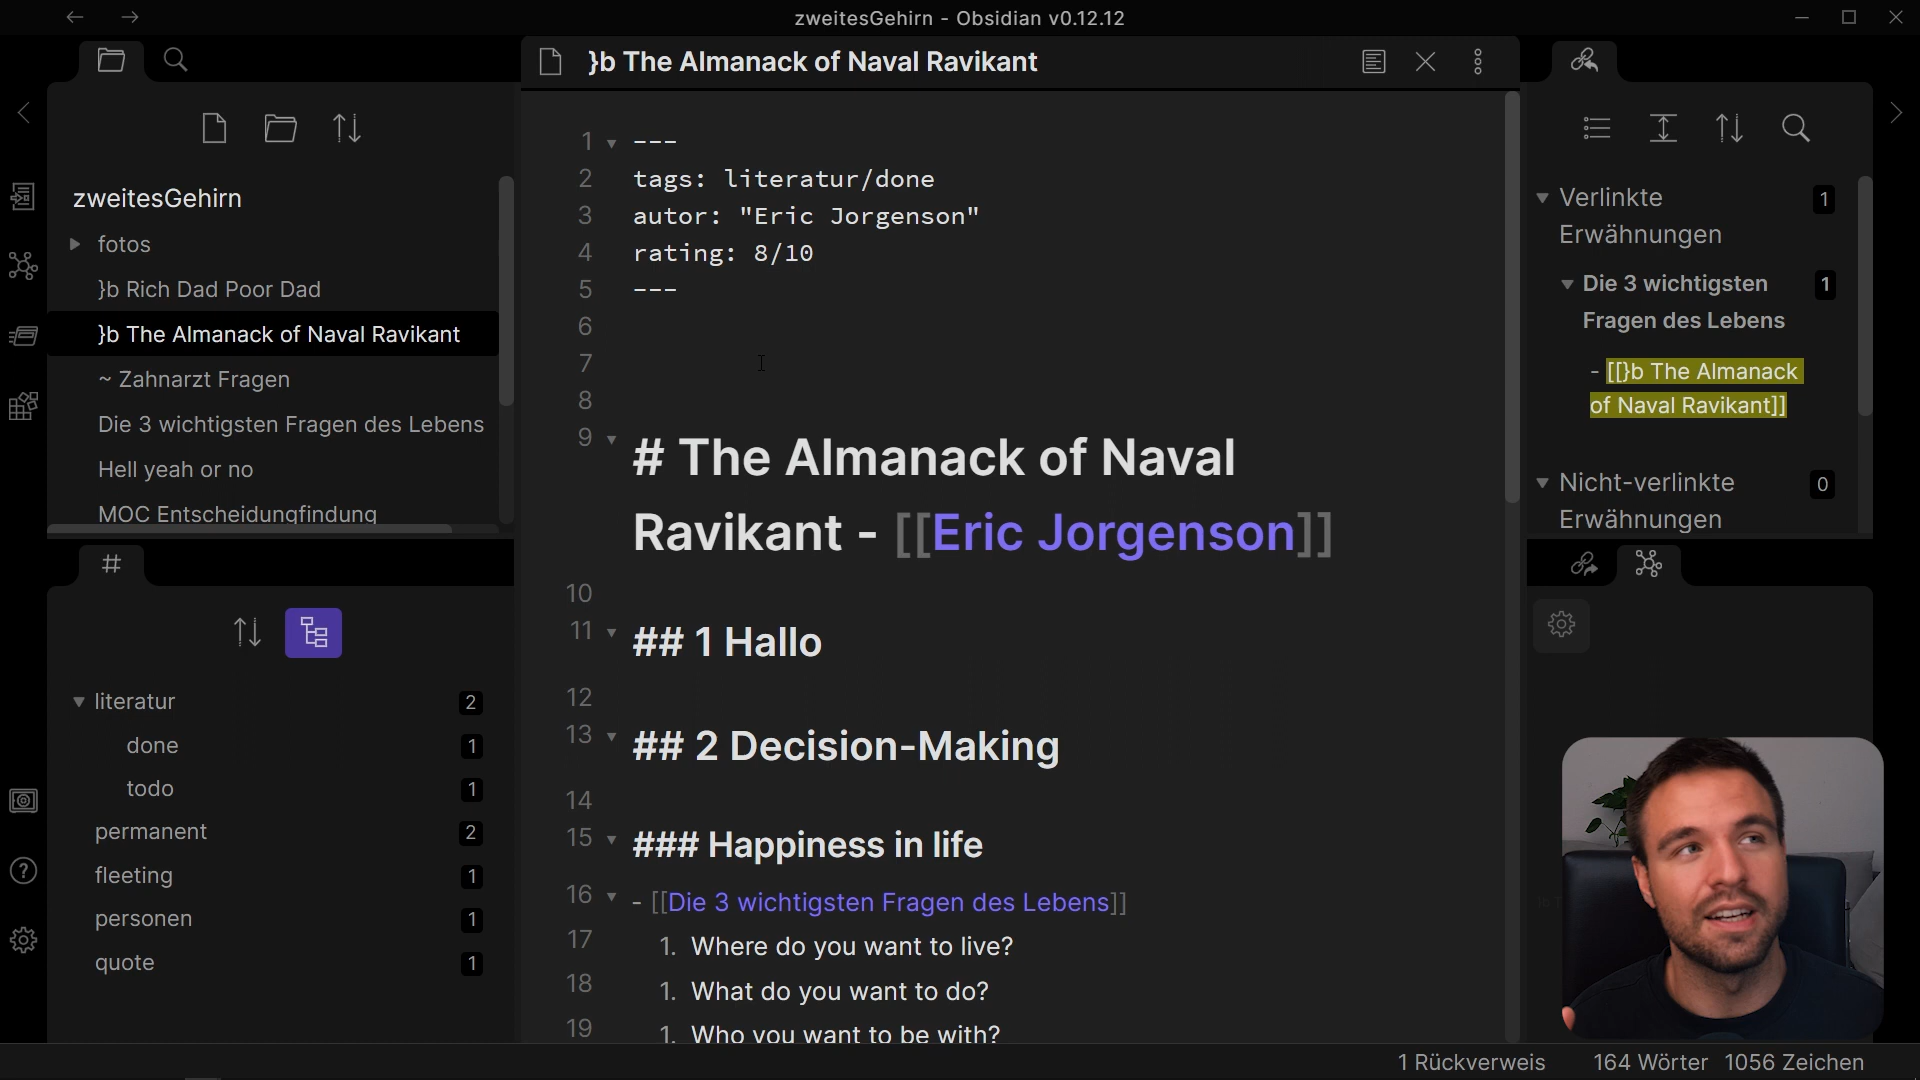 zweitesGehirn - Obsidian v0.12.12
}b The Almanack of Naval Ravikant
zweitesGehirn
fotos
}b Rich Dad Poor Dad
}b The Almanack of Naval Ravikant
~ Zahnarzt Fragen
Die 3 wichtigsten Fragen des Lebens
Hell yeah or no
MOC Entscheidungfindung
#
literatur 2
done 1
todo 1
permanent 2
fleeting 1
personen 1
quote 1
1 ---
2 tags: literatur/done
3 autor: "Eric Jorgenson"
4 rating: 8/10
5 ---
6
7
8
9 # The Almanack of Naval
Ravikant - [[Eric Jorgenson]]
10
11 ## 1 Hallo
12
13 ## 2 Decision-Making
14
15 ### Happiness in life
16 - [[Die 3 wichtigsten Fragen des Lebens]]
17 1. Where do you want to live?
18 1. What do you want to do?
19 1. Who you want to be with?
Verlinkte 1
Erwähnungen
Die 3 wichtigsten 1
Fragen des Lebens
- [[}b The Almanack
of Naval Ravikant]]
Nicht-verlinkte 0
Erwähnungen
1 Rückverweis 164 Wörter 1056 Zeichen